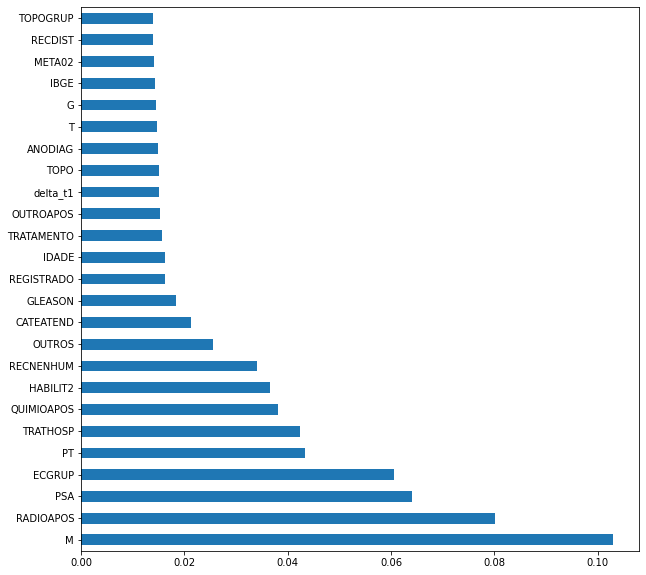 TOPOGRUP
RECDIST
META02
IBGE
G
T
ANODIAG
TOPO
delta_t1
OUTROAPOS
TRATAMENTO
IDADE
REGISTRADO
GLEASON
CATEATEND
OUTROS
RECNENHUM
HABILIT2
QUIMIOAPOS
TRATHOSP
PT
ECGRUP
PSA
RADIOAPOS
M
0.00 0.02 0.04 0.06 0.08 0.10